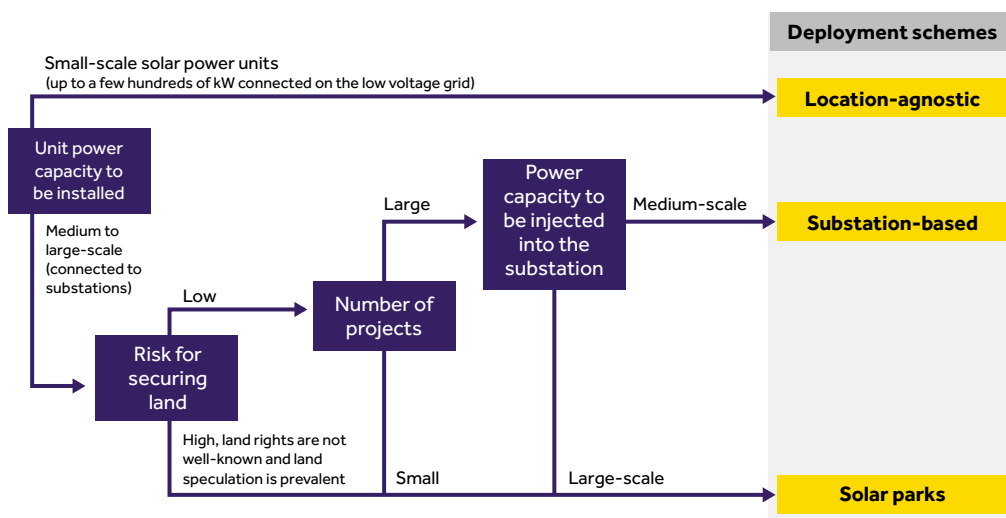 Deployment schemes
Small-scale solar power units
(up to a few hundreds of kW connected on the low voltage grid)
Location-agnostic
Unit power
capacity to
be installed
Power
capacity to
be injected
into the
substation
Large
Medium-scale
Substation-based
Medium to
large-scale
(connected to
substations)
Low
Number of
projects
Risk for
securing
land
High, land rights are not
well-known and land
speculation is prevalent
Small
Large-scale
Solar parks